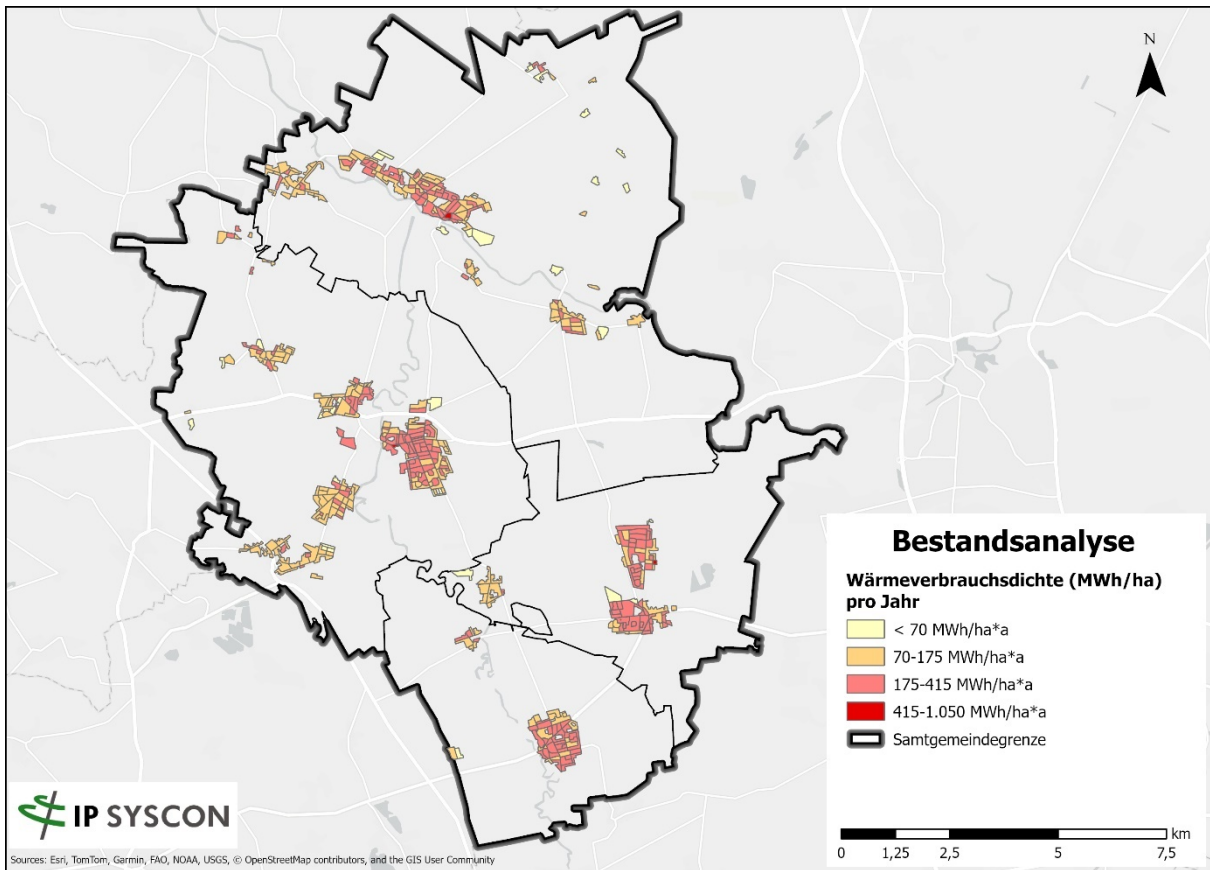 N
Bestandsanalyse
Wärmeverbrauchsdichte (MWh/ha)
pro Jahr
< 70 MWh/ha*a
70-175 MWh/ha*a
175-415 MWh/ha*a
415-1.050 MWh/ha*a
Samtgemeindegrenze
IP SYSCON
km
0 1,25 2,5 5 7,5
Sources: Esri, TomTom, Garmin, FAO, NOAA, USGS, © OpenStreetMap contributors, and the GIS User Community